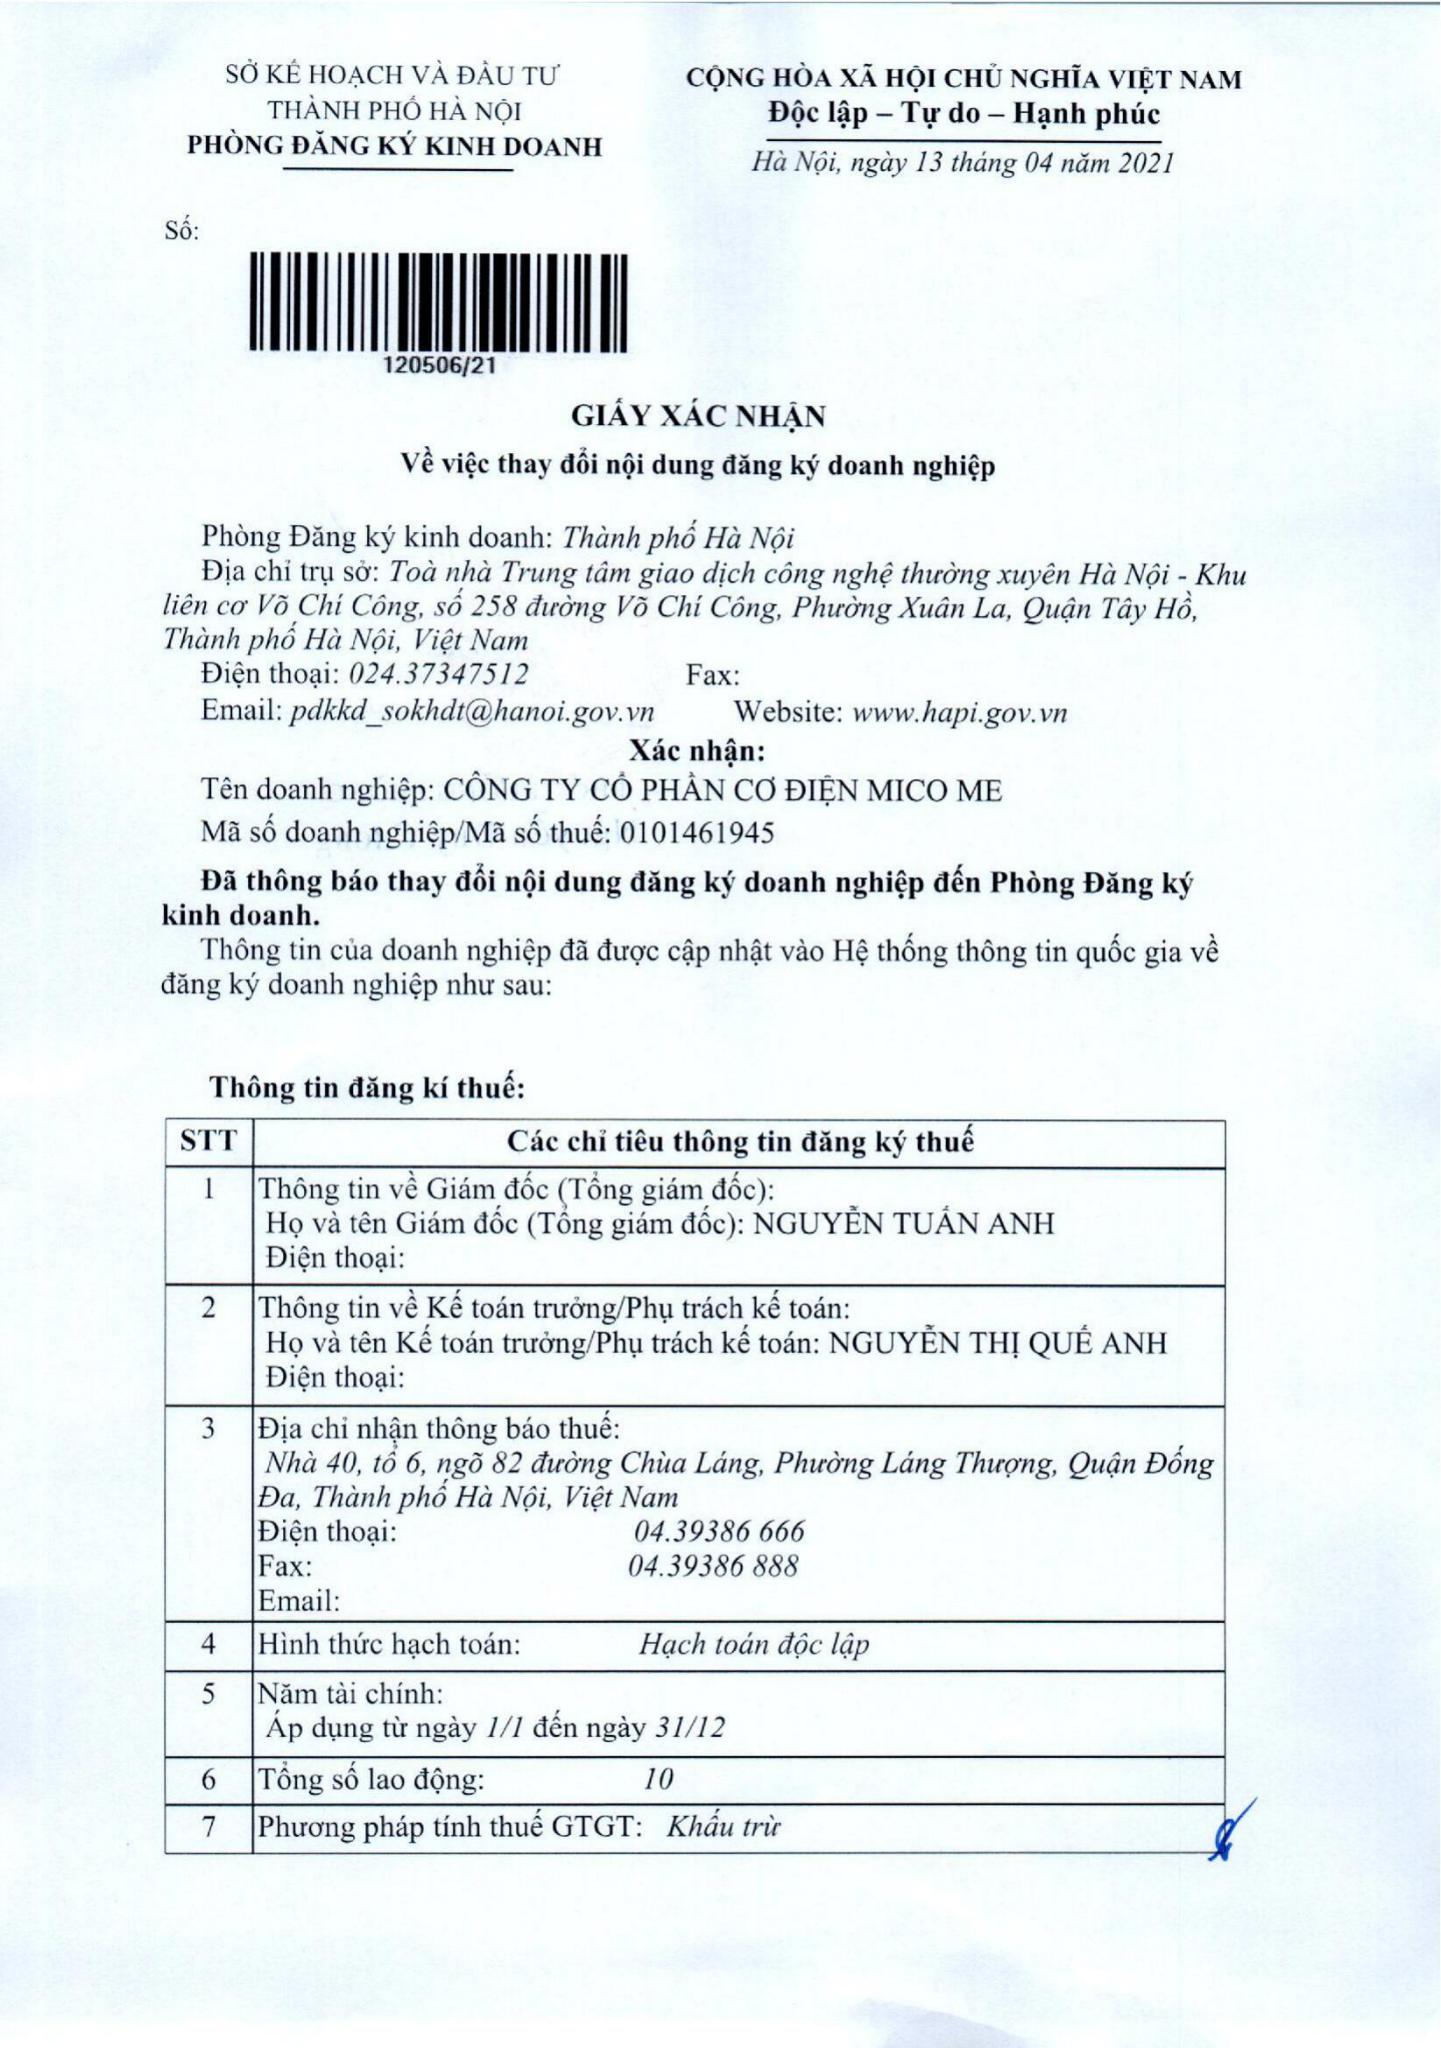 SỞ KẾ HOẠCH VÀ ĐẦU TƯ
THÀNH PHỐ HÀ NỘI
PHÒNG ĐĂNG KÝ KINH DOANH
CỘNG HÒA XÃ HỘI CHỦ NGHĨA VIỆT NAM
Độc lập – Tự do – Hạnh phúc
Hà Nội, ngày 13 tháng 04 năm 2021
Số:
120506/21
GIẤY XÁC NHẬN
Về việc thay đổi nội dung đăng ký doanh nghiệp
Phòng Đăng ký kinh doanh: Thành phố Hà Nội
Địa chỉ trụ sở: Toà nhà Trung tâm giao dịch công nghệ thường xuyên Hà Nội - Khu
liên cơ Võ Chí Công, số 258 đường Võ Chí Công, Phường Xuân La, Quận Tây Hồ,
Thành phố Hà Nội, Việt Nam
Điện thoại: 024.37347512 Fax:
Email: pdkkd_sokhdt@hanoi.gov.vn Website: www.hapi.gov.vn
Xác nhận:
Tên doanh nghiệp: CÔNG TY CỔ PHẦN CƠ ĐIỆN MICO ME
Mã số doanh nghiệp/Mã số thuế: 0101461945
Đã thông báo thay đổi nội dung đăng ký doanh nghiệp đến Phòng Đăng ký
kinh doanh.
Thông tin của doanh nghiệp đã được cập nhật vào Hệ thống thông tin quốc gia về
đăng ký doanh nghiệp như sau:
Thông tin đăng kí thuế:
STT Các chỉ tiêu thông tin đăng ký thuế
1 Thông tin về Giám đốc (Tổng giám đốc):
Họ và tên Giám đốc (Tổng giám đốc): NGUYỄN TUẤN ANH
Điện thoại:
2 Thông tin về Kế toán trưởng/Phụ trách kế toán:
Họ và tên Kế toán trưởng/Phụ trách kế toán: NGUYỄN THỊ QUẾ ANH
Điện thoại:
3 Địa chỉ nhận thông báo thuế:
Nhà 40, tổ 6, ngõ 82 đường Chùa Láng, Phường Láng Thượng, Quận Đống
Đa, Thành phố Hà Nội, Việt Nam
Điện thoại: 04.39386 666
Fax: 04.39386 888
Email:
4 Hình thức hạch toán: Hạch toán độc lập
5 Năm tài chính:
Áp dụng từ ngày 1/1 đến ngày 31/12
6 Tổng số lao động: 10
7 Phương pháp tính thuế GTGT: Khấu trừ